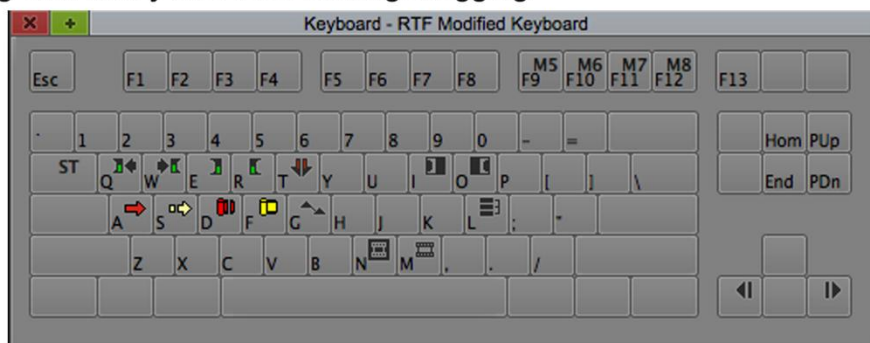 Keyboard - RTF Modified Keyboard
Esc F1 F2 F3 F4 F5 F6 F7 F8 M5 F9 M6 F10 M7 F11 M8 F12 F13
` 1 2 3 4 5 6 7 8 9 0 - = Hom PUp
ST Q W E R T Y U I O P [ ] \ End PDn
A S D F G H J K L ; "
Z X C V B N M , . /